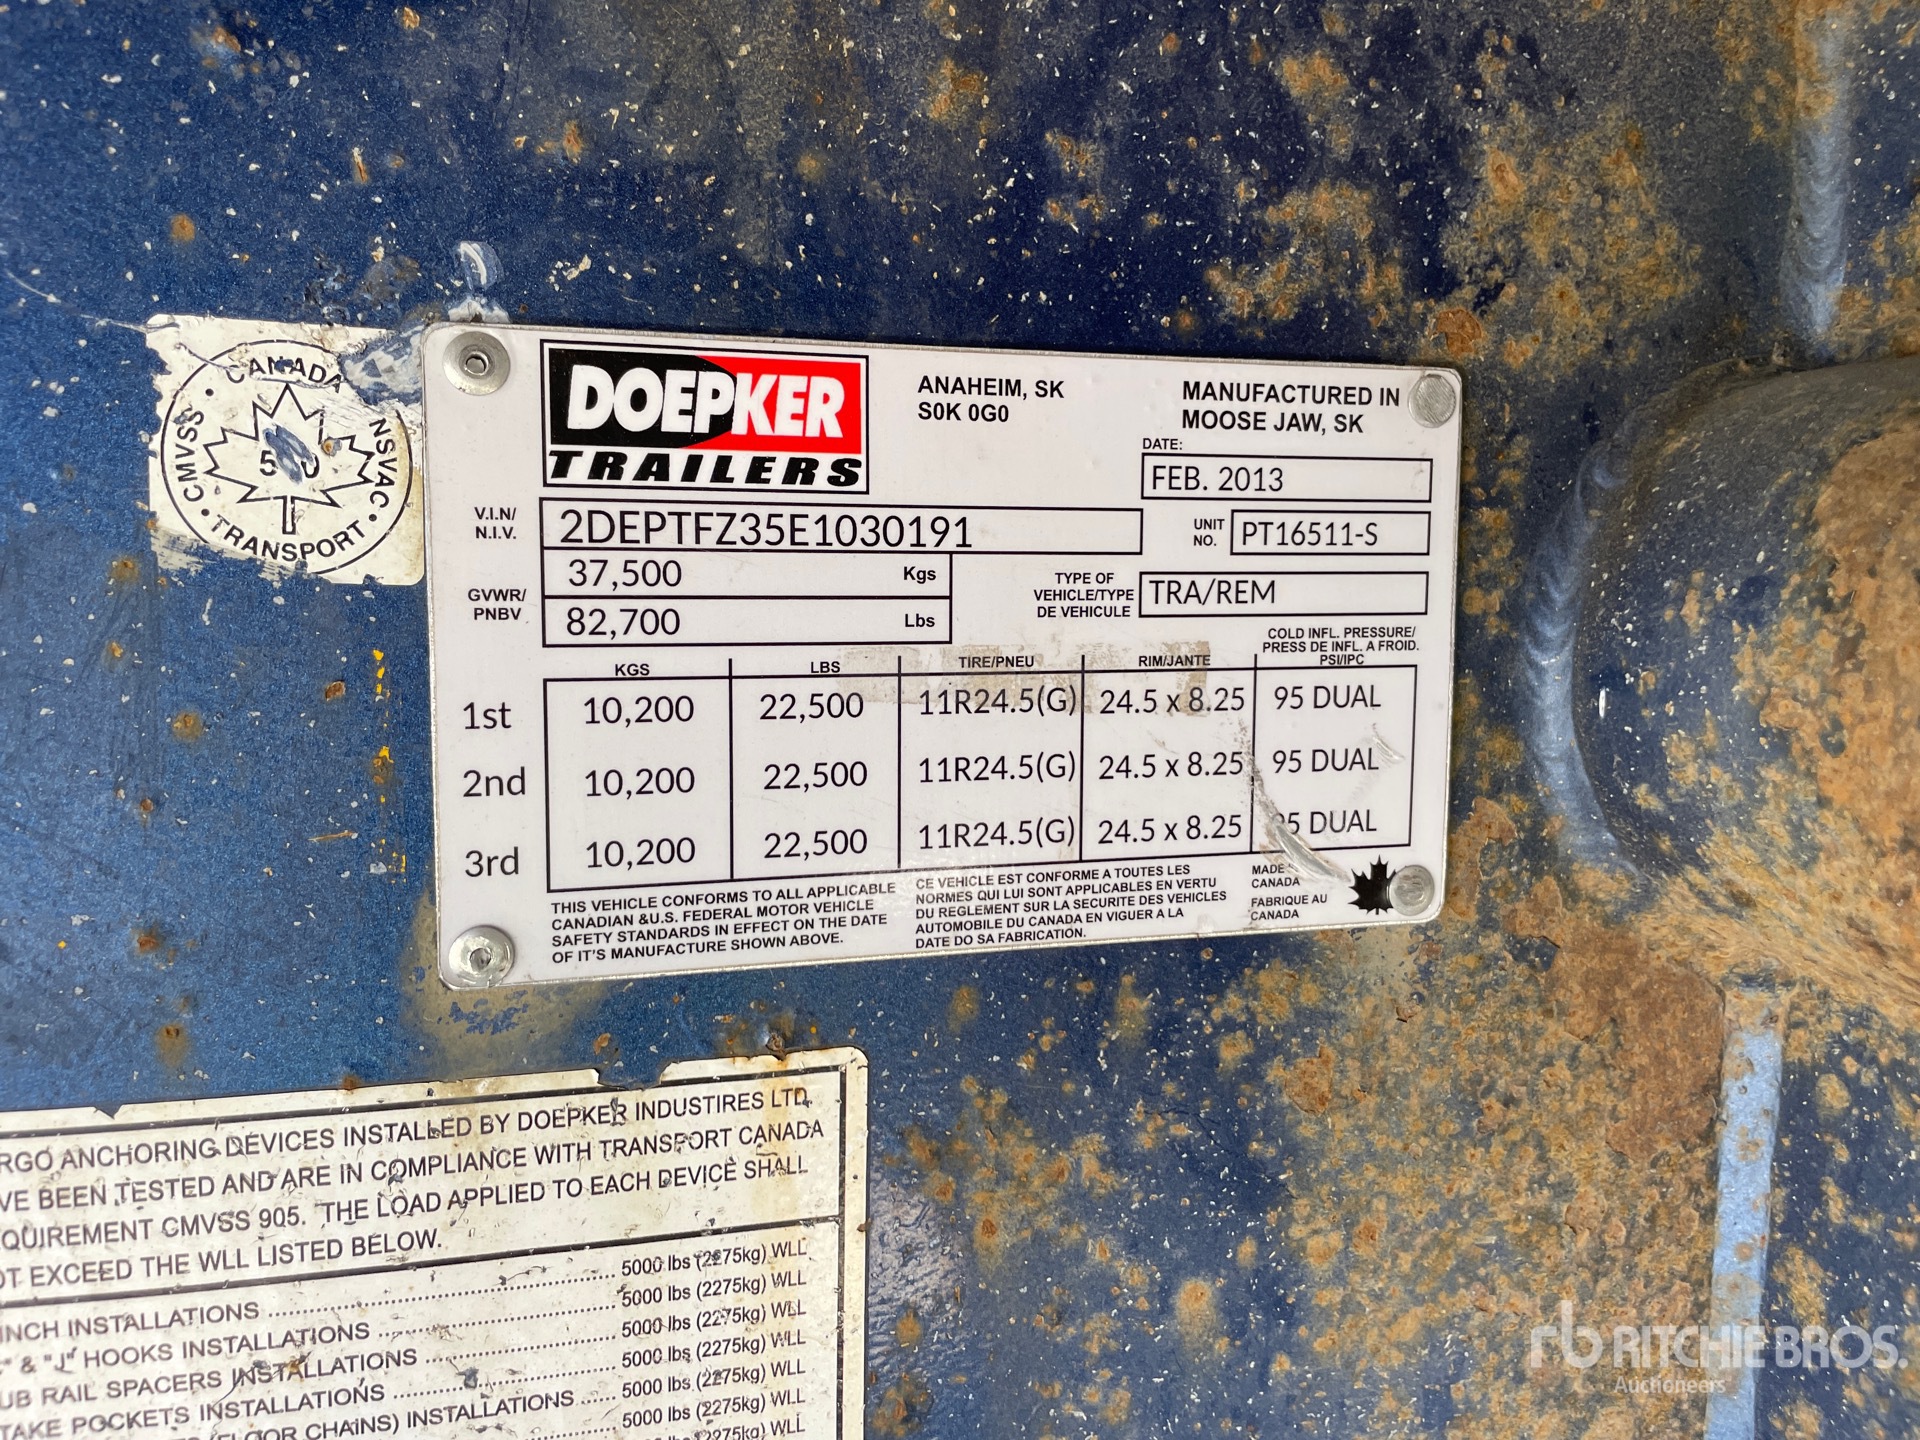 CANADA
CMVSS · NSVAC
TRANSPORT
DOEPKER
TRAILERS
ANAHEIM, SK
S0K 0G0
MANUFACTURED IN
MOOSE JAW, SK
DATE:
FEB. 2013
V.I.N/
N.I.V.
2DEPTFZ35E1030191
UNIT
NO.
PT16511-S
GVWR/
PNBV
37,500 Kgs
82,700 Lbs
TYPE OF
VEHICLE/TYPE
DE VEHICULE
TRA/REM
COLD INFL. PRESSURE/
PRESS DE INFL. A FROID.
PSI/IPC
KGS LBS TIRE/PNEU RIM/JANTE
1st 10,200 22,500 11R24.5(G) 24.5 x 8.25 95 DUAL
2nd 10,200 22,500 11R24.5(G) 24.5 x 8.25 95 DUAL
3rd 10,200 22,500 11R24.5(G) 24.5 x 8.25 95 DUAL
THIS VEHICLE CONFORMS TO ALL APPLICABLE
CANADIAN &U.S. FEDERAL MOTOR VEHICLE
SAFETY STANDARDS IN EFFECT ON THE DATE
OF IT'S MANUFACTURE SHOWN ABOVE.
CE VEHICLE EST CONFORME A TOUTES LES
NORMES QUI LUI SONT APPLICABLES EN VERTU
DU REGLEMENT SUR LA SECURITE DES VEHICLES
AUTOMOBILE DU CANADA EN VIGUER A LA
DATE DO SA FABRICATION.
MADE
CANADA
FABRIQUE AU
CANADA
ANCHORING DEVICES INSTALLED BY DOEPKER INDUSTIRES LTD.
BEEN TESTED AND ARE IN COMPLIANCE WITH TRANSPORT CANADA
CMVSS 905. THE LOAD APPLIED TO EACH DEVICE SHALL
EXCEED THE WLL LISTED BELOW.
INSTALLATIONS 5000 lbs (2275kg) WLL
& "J" HOOKS INSTALLATIONS 5000 lbs (2275kg) WLL
RAIL SPACERS INSTALLATIONS 5000 lbs (2275kg) WLL
POCKETS INSTALLATIONS 5000 lbs (2275kg) WLL
(FLOOR CHAINS) INSTALLATIONS 5000 lbs (2275kg) WLL
5000 lbs (2275kg) WLL
WLL
rb RITCHIE BROS.
Auctioneers